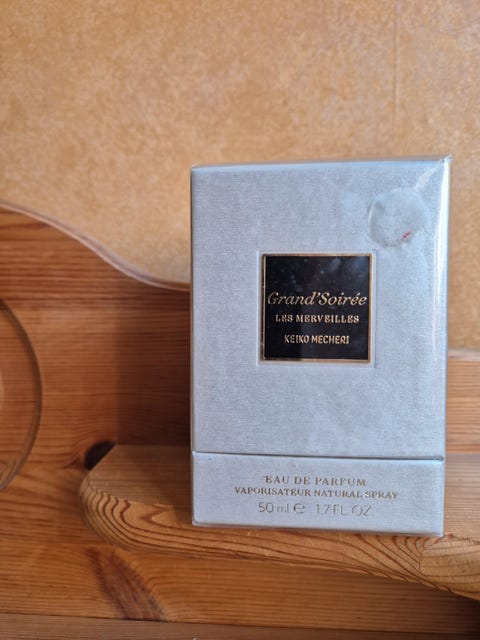 Grand'Soirée
LES MERVEILLES
KEIKO MECHERI
EAU DE PARFUM
VAPORISATEUR NATURAL SPRAY
50 ml e 1.7 FL OZ